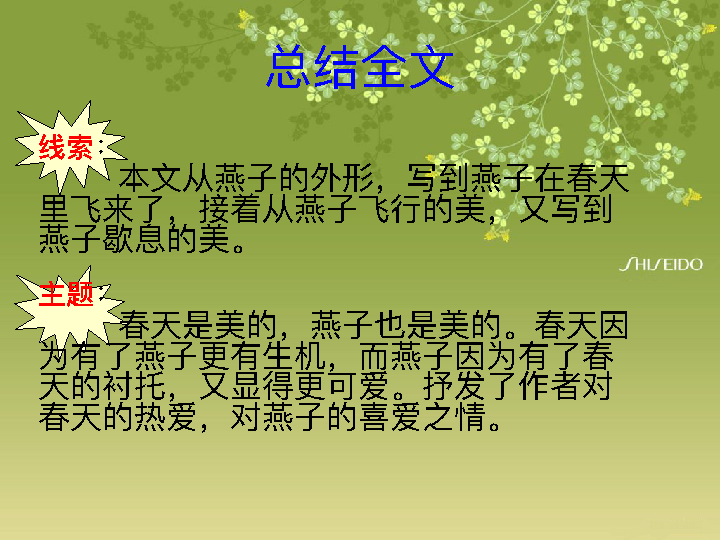 总结全文
线索：
本文从燕子的外形，写到燕子在春天
里飞来了，接着从燕子飞行的美，又写到
燕子歇息的美。
SHISEIDO
主题：
春天是美的，燕子也是美的。春天因
为有了燕子更有生机，而燕子因为有了春
天的衬托，又显得更可爱。抒发了作者对
春天的热爱，对燕子的喜爱之情。